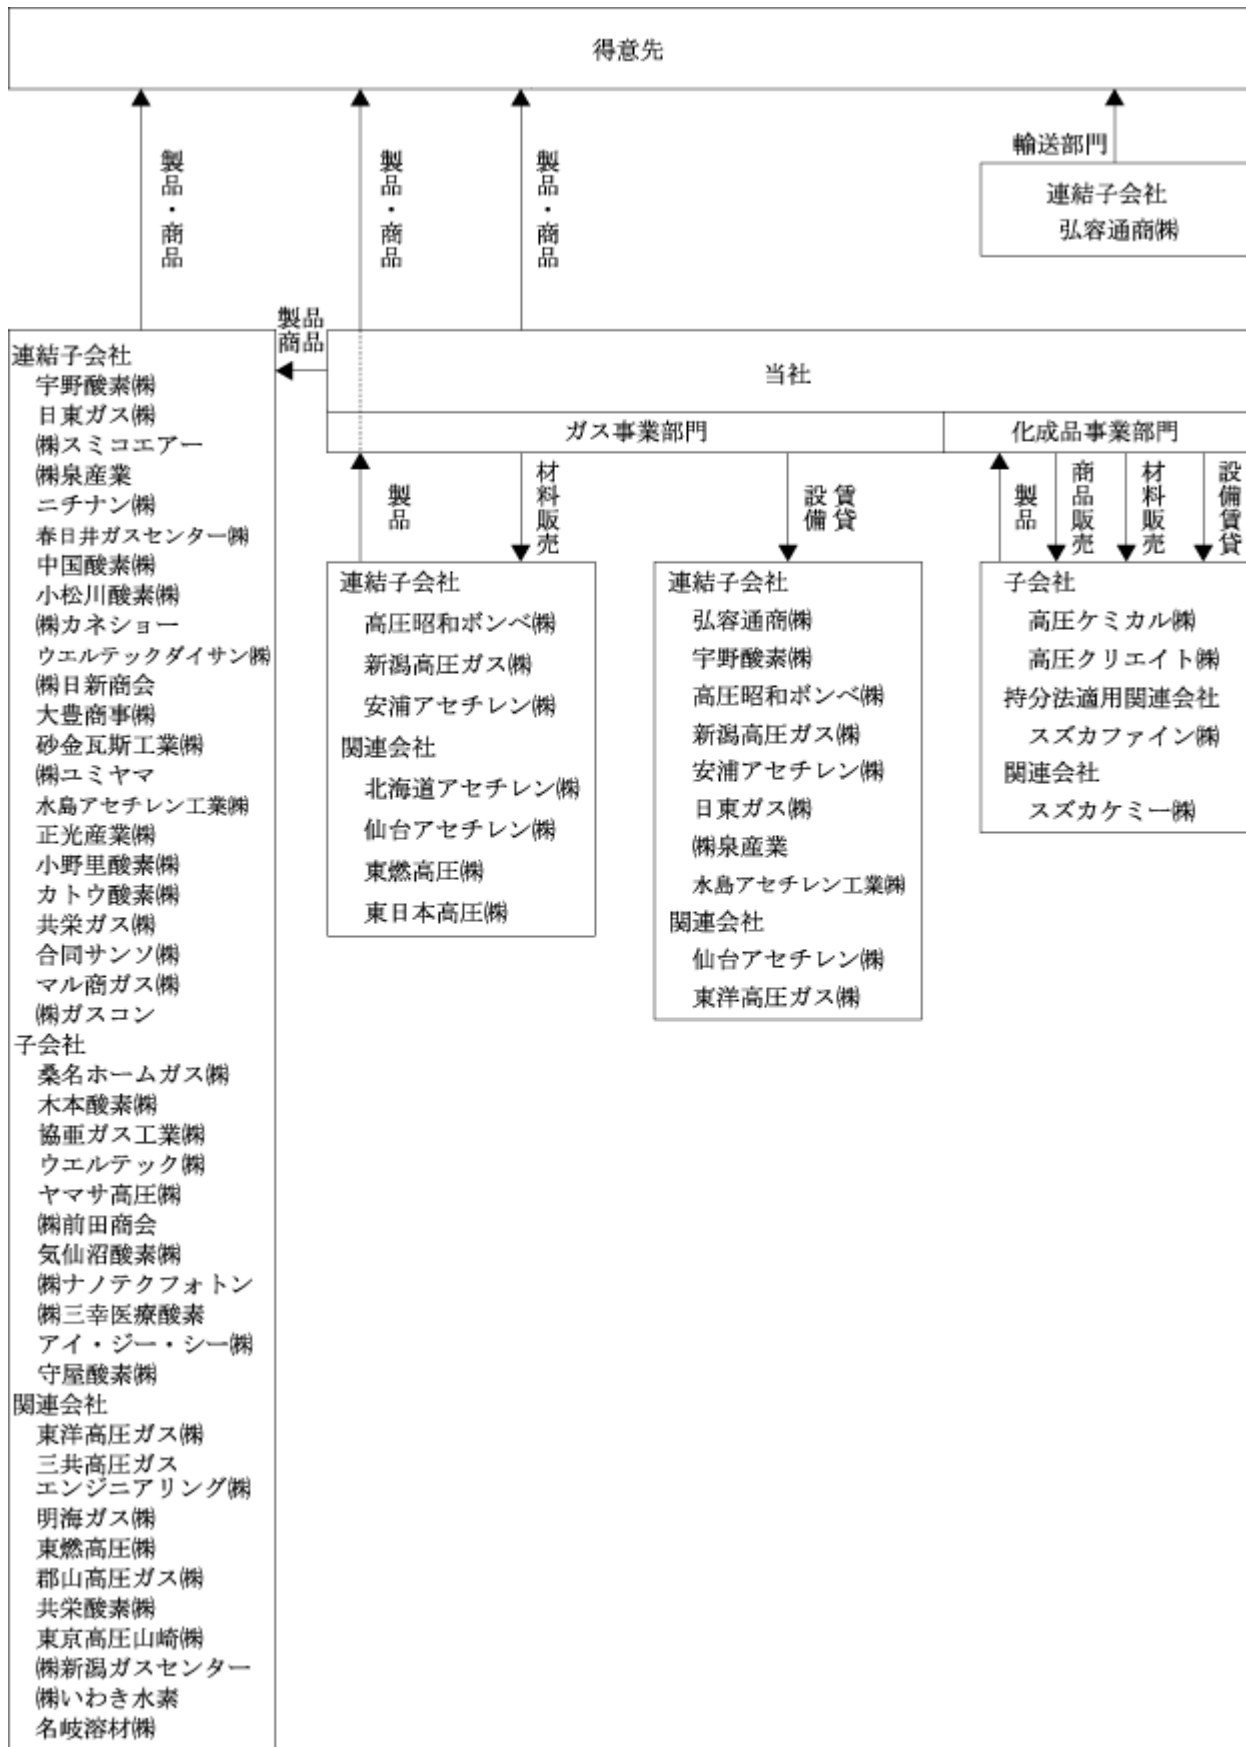 得意先
製品・商品
製品・商品
製品・商品
輸送部門
連結子会社
弘容通商㈱
製品
商品
連結子会社
宇野酸素㈱
日東ガス㈱
㈱スミコエアー
㈱泉産業
ニチナン㈱
春日井ガスセンター㈱
中国酸素㈱
小松川酸素㈱
㈱カネショー
ウエルテックダイサン㈱
㈱日新商会
大豊商事㈱
砂金瓦斯工業㈱
㈱ユミヤマ
水島アセチレン工業㈱
正光産業㈱
小野里酸素㈱
カトウ酸素㈱
共栄ガス㈱
合同サンソ㈱
マル商ガス㈱
㈱ガスコン
子会社
桑名ホームガス㈱
木本酸素㈱
協亜ガス工業㈱
ウエルテック㈱
ヤマサ高圧㈱
㈱前田商会
気仙沼酸素㈱
㈱ナノテクフォトン
㈱三幸医療酸素
アイ・ジー・シー㈱
守屋酸素㈱
関連会社
東洋高圧ガス㈱
三共高圧ガス
エンジニアリング㈱
明海ガス㈱
東燃高圧㈱
郡山高圧ガス㈱
共栄酸素㈱
東京高圧山崎㈱
㈱新潟ガスセンター
㈱いわき水素
名岐溶材㈱
当社
ガス事業部門
化成品事業部門
製品
材料販売
設備賃貸
製品
商品販売
材料販売
設備賃貸
連結子会社
高圧昭和ボンベ㈱
新潟高圧ガス㈱
安浦アセチレン㈱
関連会社
北海道アセチレン㈱
仙台アセチレン㈱
東燃高圧㈱
東日本高圧㈱
連結子会社
弘容通商㈱
宇野酸素㈱
高圧昭和ボンベ㈱
新潟高圧ガス㈱
安浦アセチレン㈱
日東ガス㈱
㈱泉産業
水島アセチレン工業㈱
関連会社
仙台アセチレン㈱
東洋高圧ガス㈱
子会社
高圧ケミカル㈱
高圧クリエイト㈱
持分法適用関連会社
スズカファイン㈱
関連会社
スズカケミー㈱